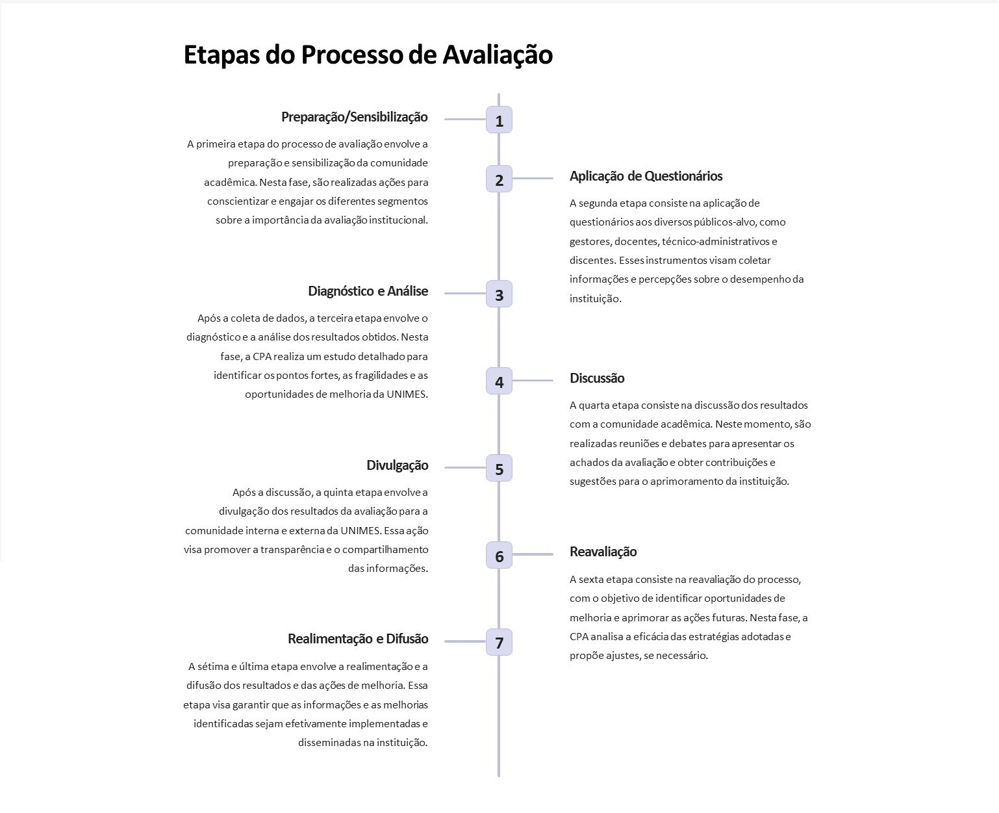 Etapas do Processo de Avaliação
1
Preparação/Sensibilização
A primeira etapa do processo de avaliação envolve a
preparação e sensibilização da comunidade
acadêmica. Nesta fase, são realizadas ações para
conscientizar e engajar os diferentes segmentos
sobre a importância da avaliação institucional.
2
Aplicação de Questionários
A segunda etapa consiste na aplicação de
questionários aos diversos públicos-alvo, como
gestores, docentes, técnico-administrativos e
discentes. Esses instrumentos visam coletar
informações e percepções sobre o desempenho da
instituição.
3
Diagnóstico e Análise
Após a coleta de dados, a terceira etapa envolve o
diagnóstico e a análise dos resultados obtidos. Nesta
fase, a CPA realiza um estudo detalhado para
identificar os pontos fortes, as fragilidades e as
oportunidades de melhoria da UNIMES.
4
Discussão
A quarta etapa consiste na discussão dos resultados
com a comunidade acadêmica. Neste momento, são
realizadas reuniões e debates para apresentar os
achados da avaliação e obter contribuições e
sugestões para o aprimoramento da instituição.
5
Divulgação
Após a discussão, a quinta etapa envolve a
divulgação dos resultados da avaliação para a
comunidade interna e externa da UNIMES. Essa ação
visa promover a transparência e o compartilhamento
das informações.
6
Reavaliação
A sexta etapa consiste na reavaliação do processo,
com o objetivo de identificar oportunidades de
melhoria e aprimorar as ações futuras. Nesta fase, a
CPA analisa a eficácia das estratégias adotadas e
propõe ajustes, se necessário.
7
Realimentação e Difusão
A sétima e última etapa envolve a realimentação e a
difusão dos resultados e das ações de melhoria. Essa
etapa visa garantir que as informações e as melhorias
identificadas sejam efetivamente implementadas e
disseminadas na instituição.